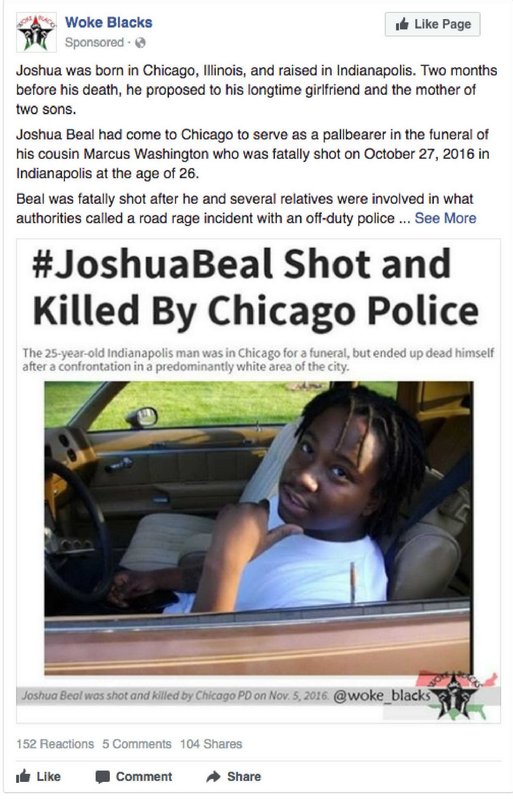 Woke Blacks
Sponsored ·
Like Page
Joshua was born in Chicago, Illinois, and raised in Indianapolis. Two months
before his death, he proposed to his longtime girlfriend and the mother of
two sons.
Joshua Beal had come to Chicago to serve as a pallbearer in the funeral of
his cousin Marcus Washington who was fatally shot on October 27, 2016 in
Indianapolis at the age of 26.
Beal was fatally shot after he and several relatives were involved in what
authorities called a road rage incident with an off-duty police ... See More
#JoshuaBeal Shot and
Killed By Chicago Police
The 25-year-old Indianapolis man was in Chicago for a funeral, but ended up dead himself
after a confrontation in a predominantly white area of the city.
Joshua Beal was shot and killed by Chicago PD on Nov. 5, 2016. @woke_blacks
WOKE BLACKS
152 Reactions 5 Comments 104 Shares
Like Comment Share